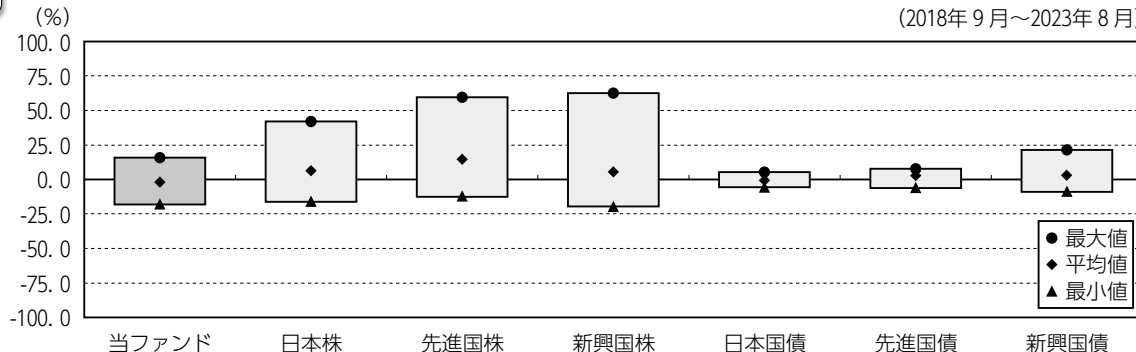 (%)
(2018年9月～2023年8月)
100.0
75.0
50.0
25.0
0.0
-25.0
-50.0
-75.0
-100.0
● 最大値
◆ 平均値
▲ 最小値
当ファンド 日本株 先進国株 新興国株 日本国債 先進国債 新興国債